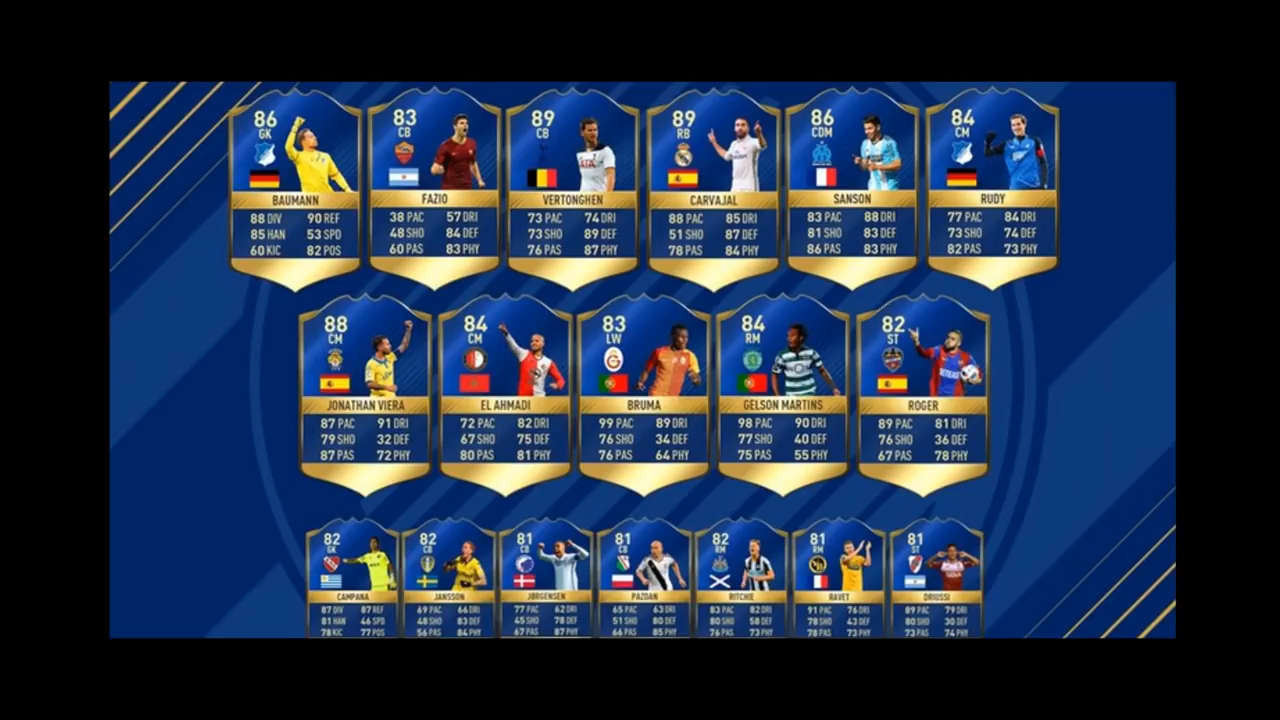 86 83 89 89 86 84
GK CB CB RB CDM CM
BAUMANN FAZIO VERTONGHEN CARVAJAL SANSON RUDY
88 DIV 90 REF 38 PAC 57 DRI 73 PAC 74 DRI 88 PAC 85 DRI 83 PAC 88 DRI 77 PAC 84 DRI
85 HAN 53 SPD 48 SHO 84 DEF 73 SHO 89 DEF 51 SHO 87 DEF 81 SHO 83 DEF 73 SHO 74 DEF
60 KIC 82 POS 60 PAS 83 PHY 76 PAS 87 PHY 78 PAS 84 PHY 86 PAS 83 PHY 82 PAS 73 PHY
88 84 83 84 82
CM CM LW RM ST
JONATHAN VIERA EL AHMADI BRUMA GELSON MARTINS ROGER
87 PAC 91 DRI 72 PAC 82 DRI 99 PAC 89 DRI 98 PAC 90 DRI 89 PAC 81 DRI
79 SHO 32 DEF 67 SHO 75 DEF 76 SHO 34 DEF 77 SHO 40 DEF 76 SHO 36 DEF
87 PAS 72 PHY 80 PAS 81 PHY 76 PAS 64 PHY 75 PAS 55 PHY 67 PAS 78 PHY
82 82 81 81 82 81 81
GK CB CB CB RM RM ST
CAMPANA JANSSON JØRGENSEN PAZDAN RITCHIE RAVET DRIUSSI
87 DIV 87 REF 69 PAC 66 DRI 77 PAC 62 DRI 65 PAC 63 DRI 83 PAC 82 DRI 91 PAC 76 DRI 89 PAC 79 DRI
81 HAN 46 SPD 48 SHO 83 DEF 45 SHO 78 DEF 51 SHO 80 DEF 80 SHO 58 DEF 78 SHO 43 DEF 80 SHO 30 DEF
78 KIC 77 POS 56 PAS 84 PHY 67 PAS 87 PHY 66 PAS 85 PHY 76 PAS 73 PHY 78 PAS 73 PHY 73 PAS 74 PHY